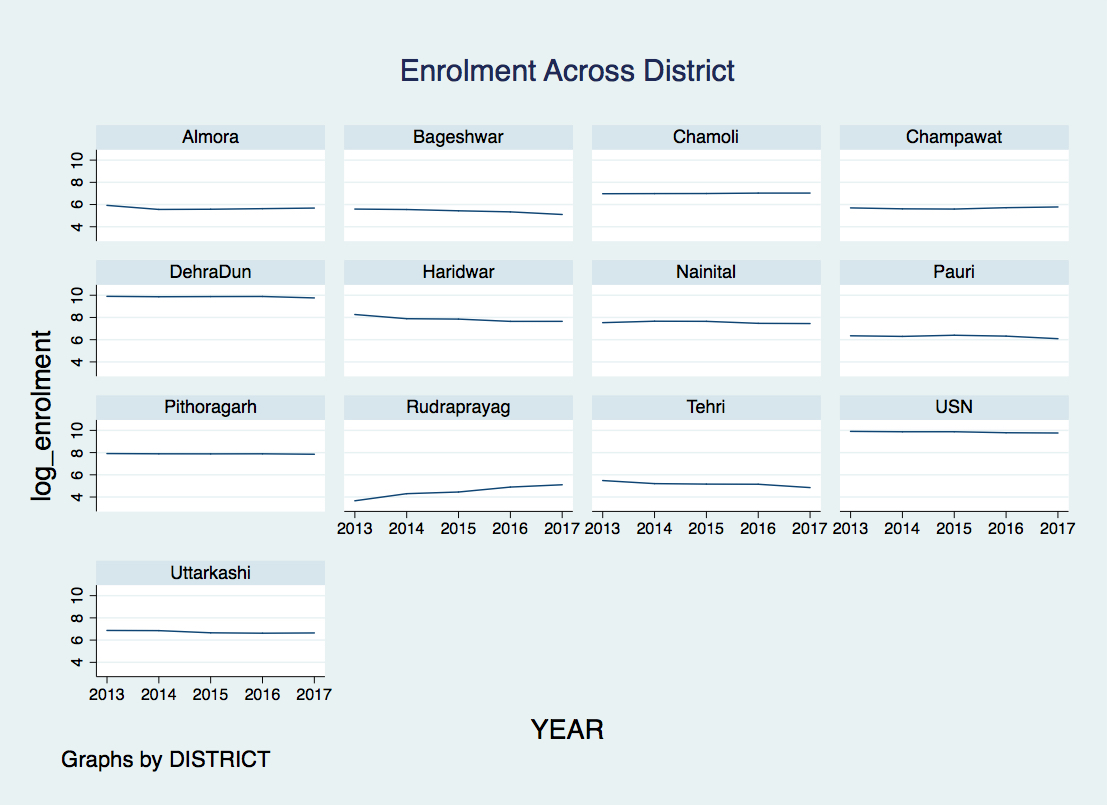 Enrolment Across District
Almora Bageshwar Chamoli Champawat
10
8
6
4
DehraDun Haridwar Nainital Pauri
10
8
6
4
Pithoragarh Rudraprayag Tehri USN
10
8
6
4
2013 2014 2015 2016 2017 2013 2014 2015 2016 2017 2013 2014 2015 2016 2017
Uttarkashi
10
8
6
4
2013 2014 2015 2016 2017
log_enrolment
YEAR
Graphs by DISTRICT